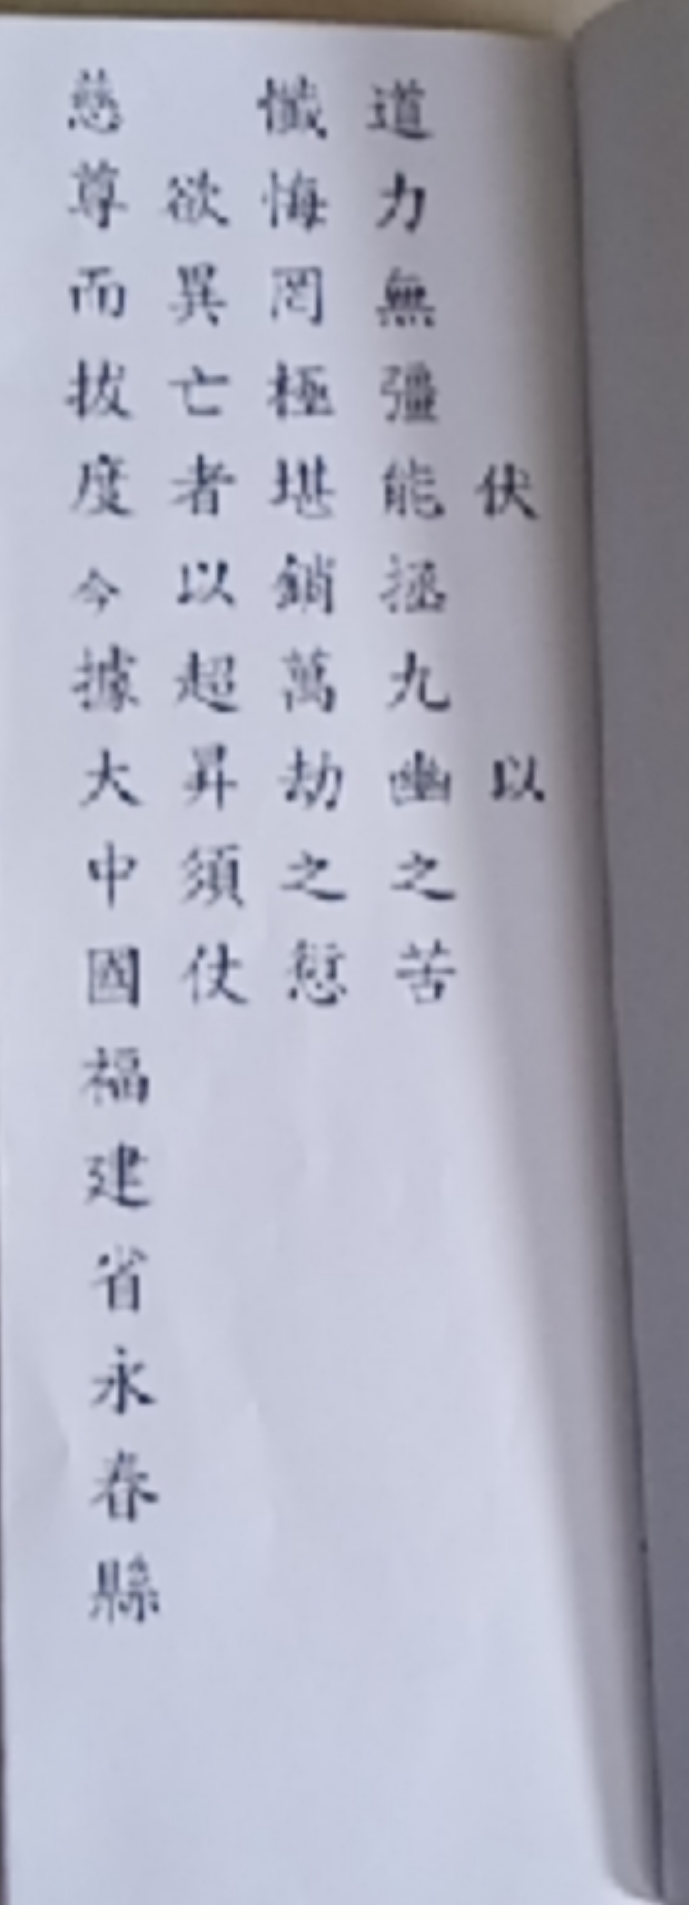 伏以
道力無彊能拯九幽之苦
懺悔罔極堪銷萬劫之愆
欲異亡者以超昇須仗
慈尊而拔度今據大中國福建省永春縣